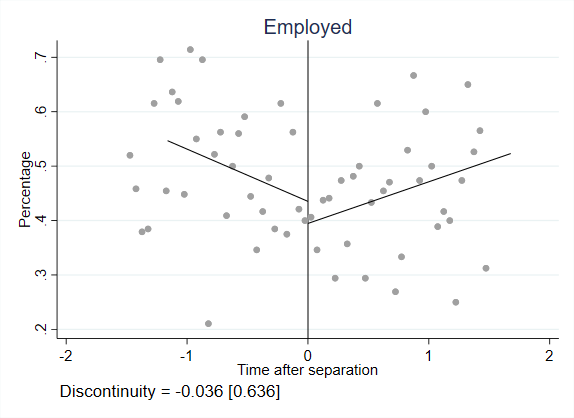 Employed
Percentage
.7
.6
.5
.4
.3
.2
-2 -1 0 1 2
Time after separation
Discontinuity = -0.036 [0.636]